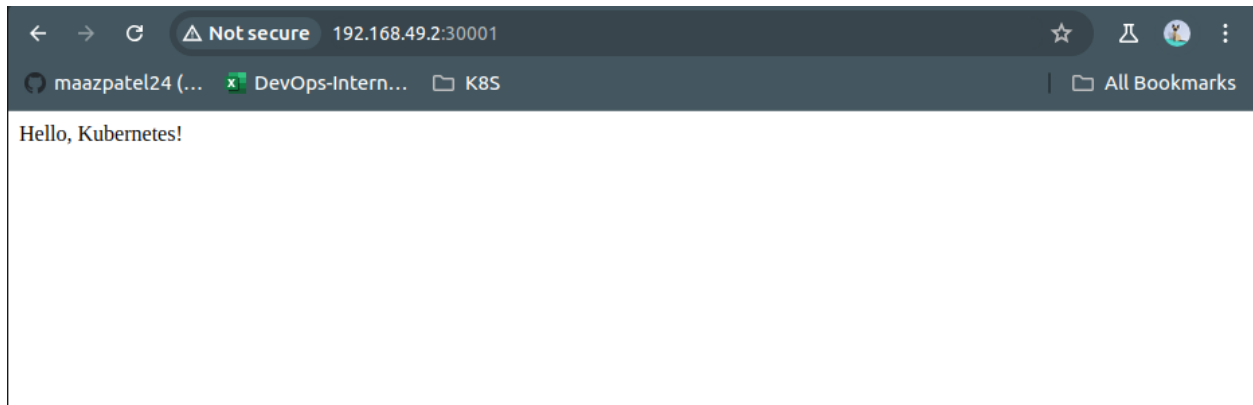 Not secure 192.168.49.2:30001
maazpatel24 (... DevOps-Intern... K8S All Bookmarks
Hello, Kubernetes!